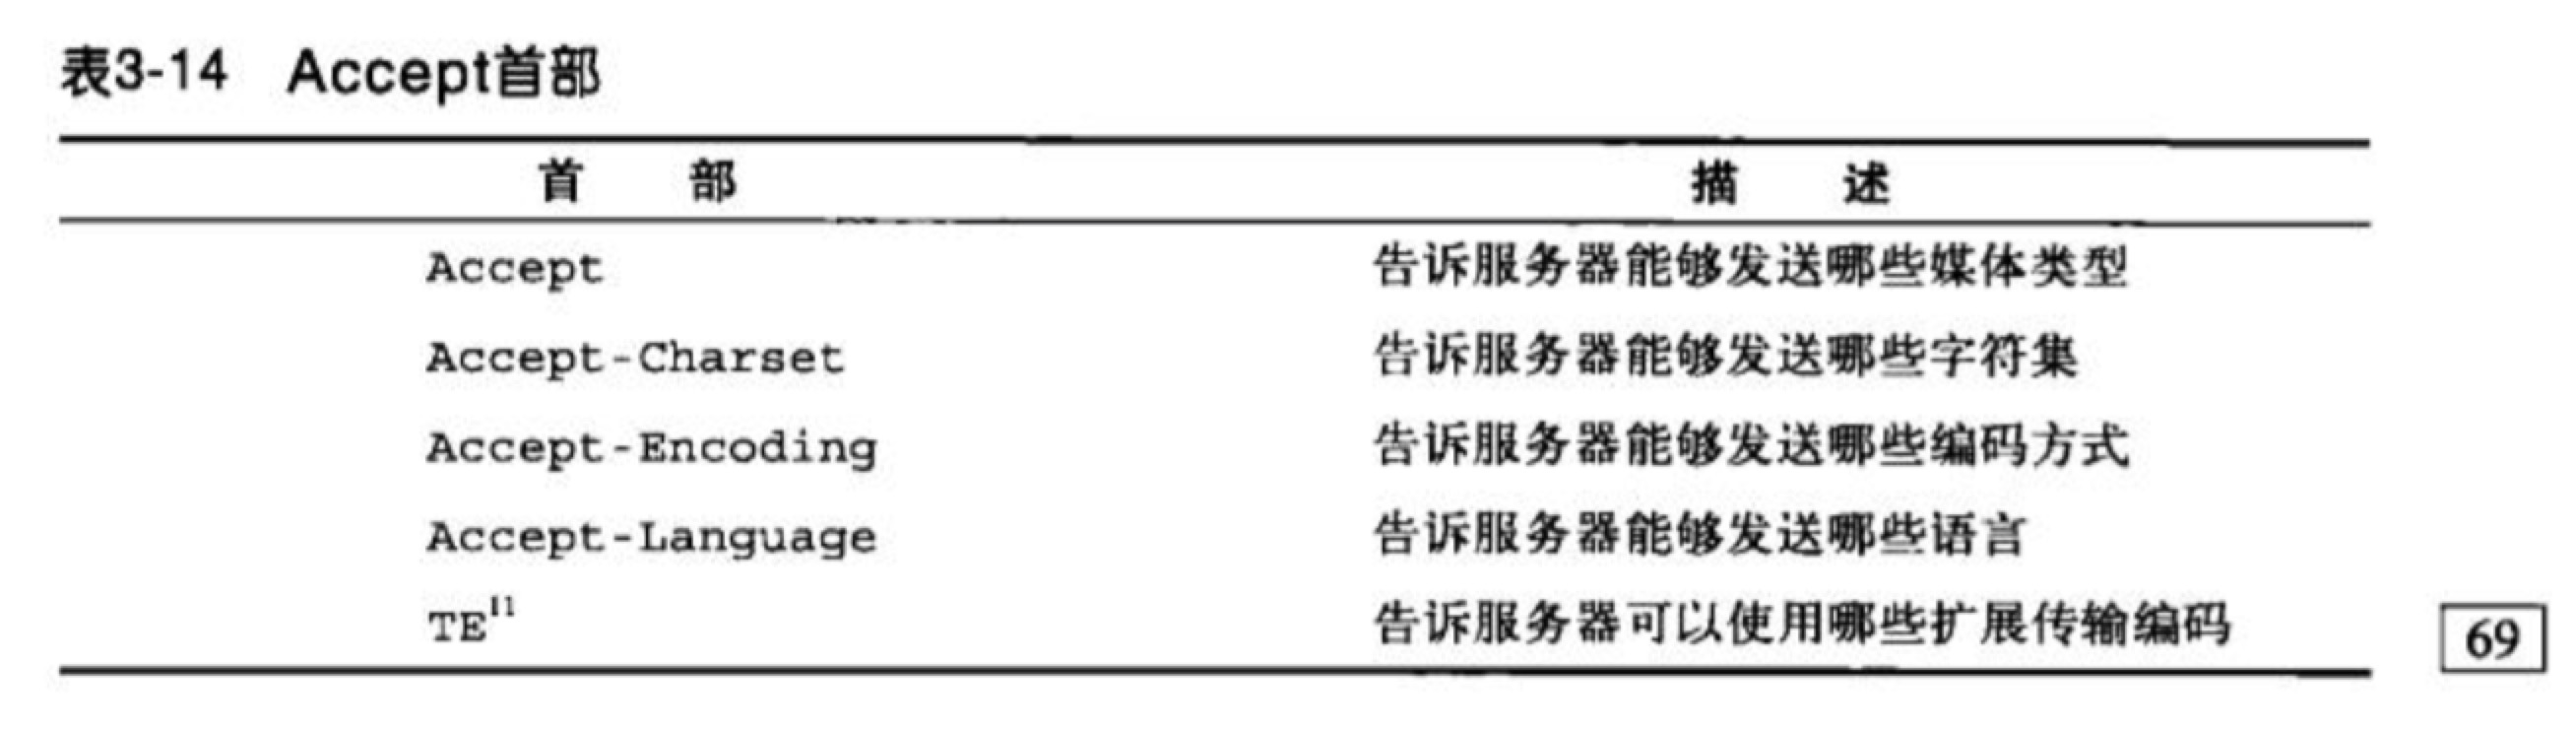 表3-14 Accept首部
首 部 描 述
Accept 告诉服务器能够发送哪些媒体类型
Accept-Charset 告诉服务器能够发送哪些字符集
Accept-Encoding 告诉服务器能够发送哪些编码方式
Accept-Language 告诉服务器能够发送哪些语言
TE11 告诉服务器可以使用哪些扩展传输编码
69